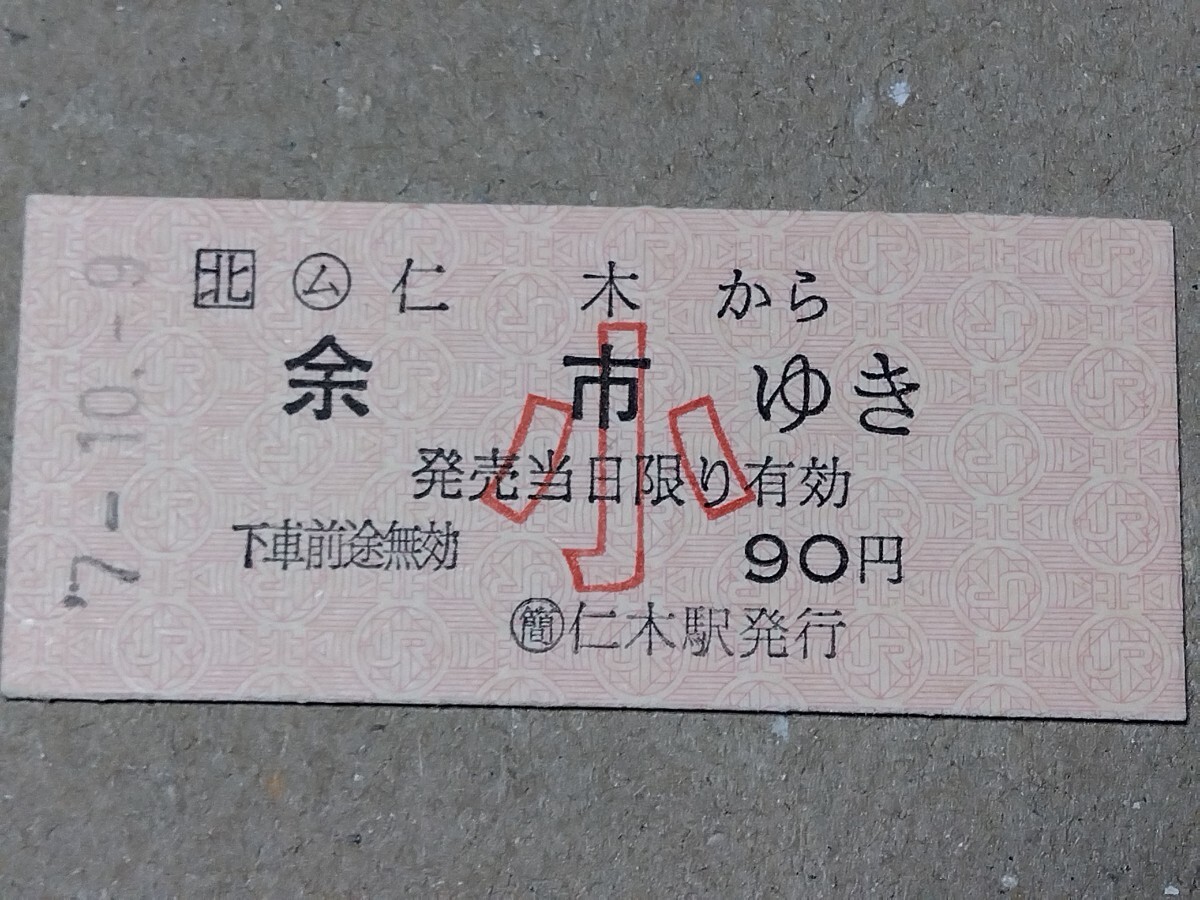 7-10.-9
北 ム 仁木から
余市ゆき
小
発売当日限り有効
下車前途無効 90円
簡 仁木駅発行